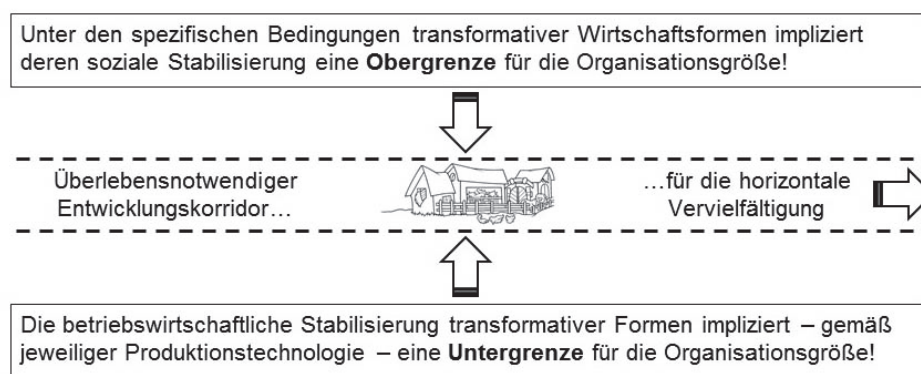 Unter den spezifischen Bedingungen transformativer Wirtschaftsformen impliziert
deren soziale Stabilisierung eine Obergrenze für die Organisationsgröße!
Überlebensnotwendiger
Entwicklungskorridor…
…für die horizontale
Vervielfältigung
Die betriebswirtschaftliche Stabilisierung transformativer Formen impliziert – gemäß
jeweiliger Produktionstechnologie – eine Untergrenze für die Organisationsgröße!